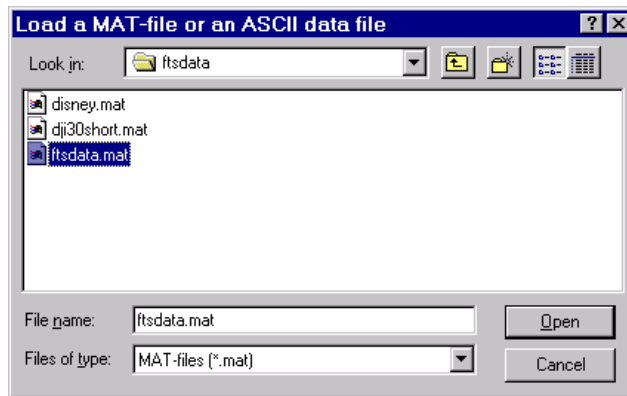 Load a MAT-file or an ASCII data file
Look in: ftsdata
disney.mat
dji30short.mat
ftsdata.mat
File name: ftsdata.mat Open
Files of type: MAT-files (*.mat) Cancel